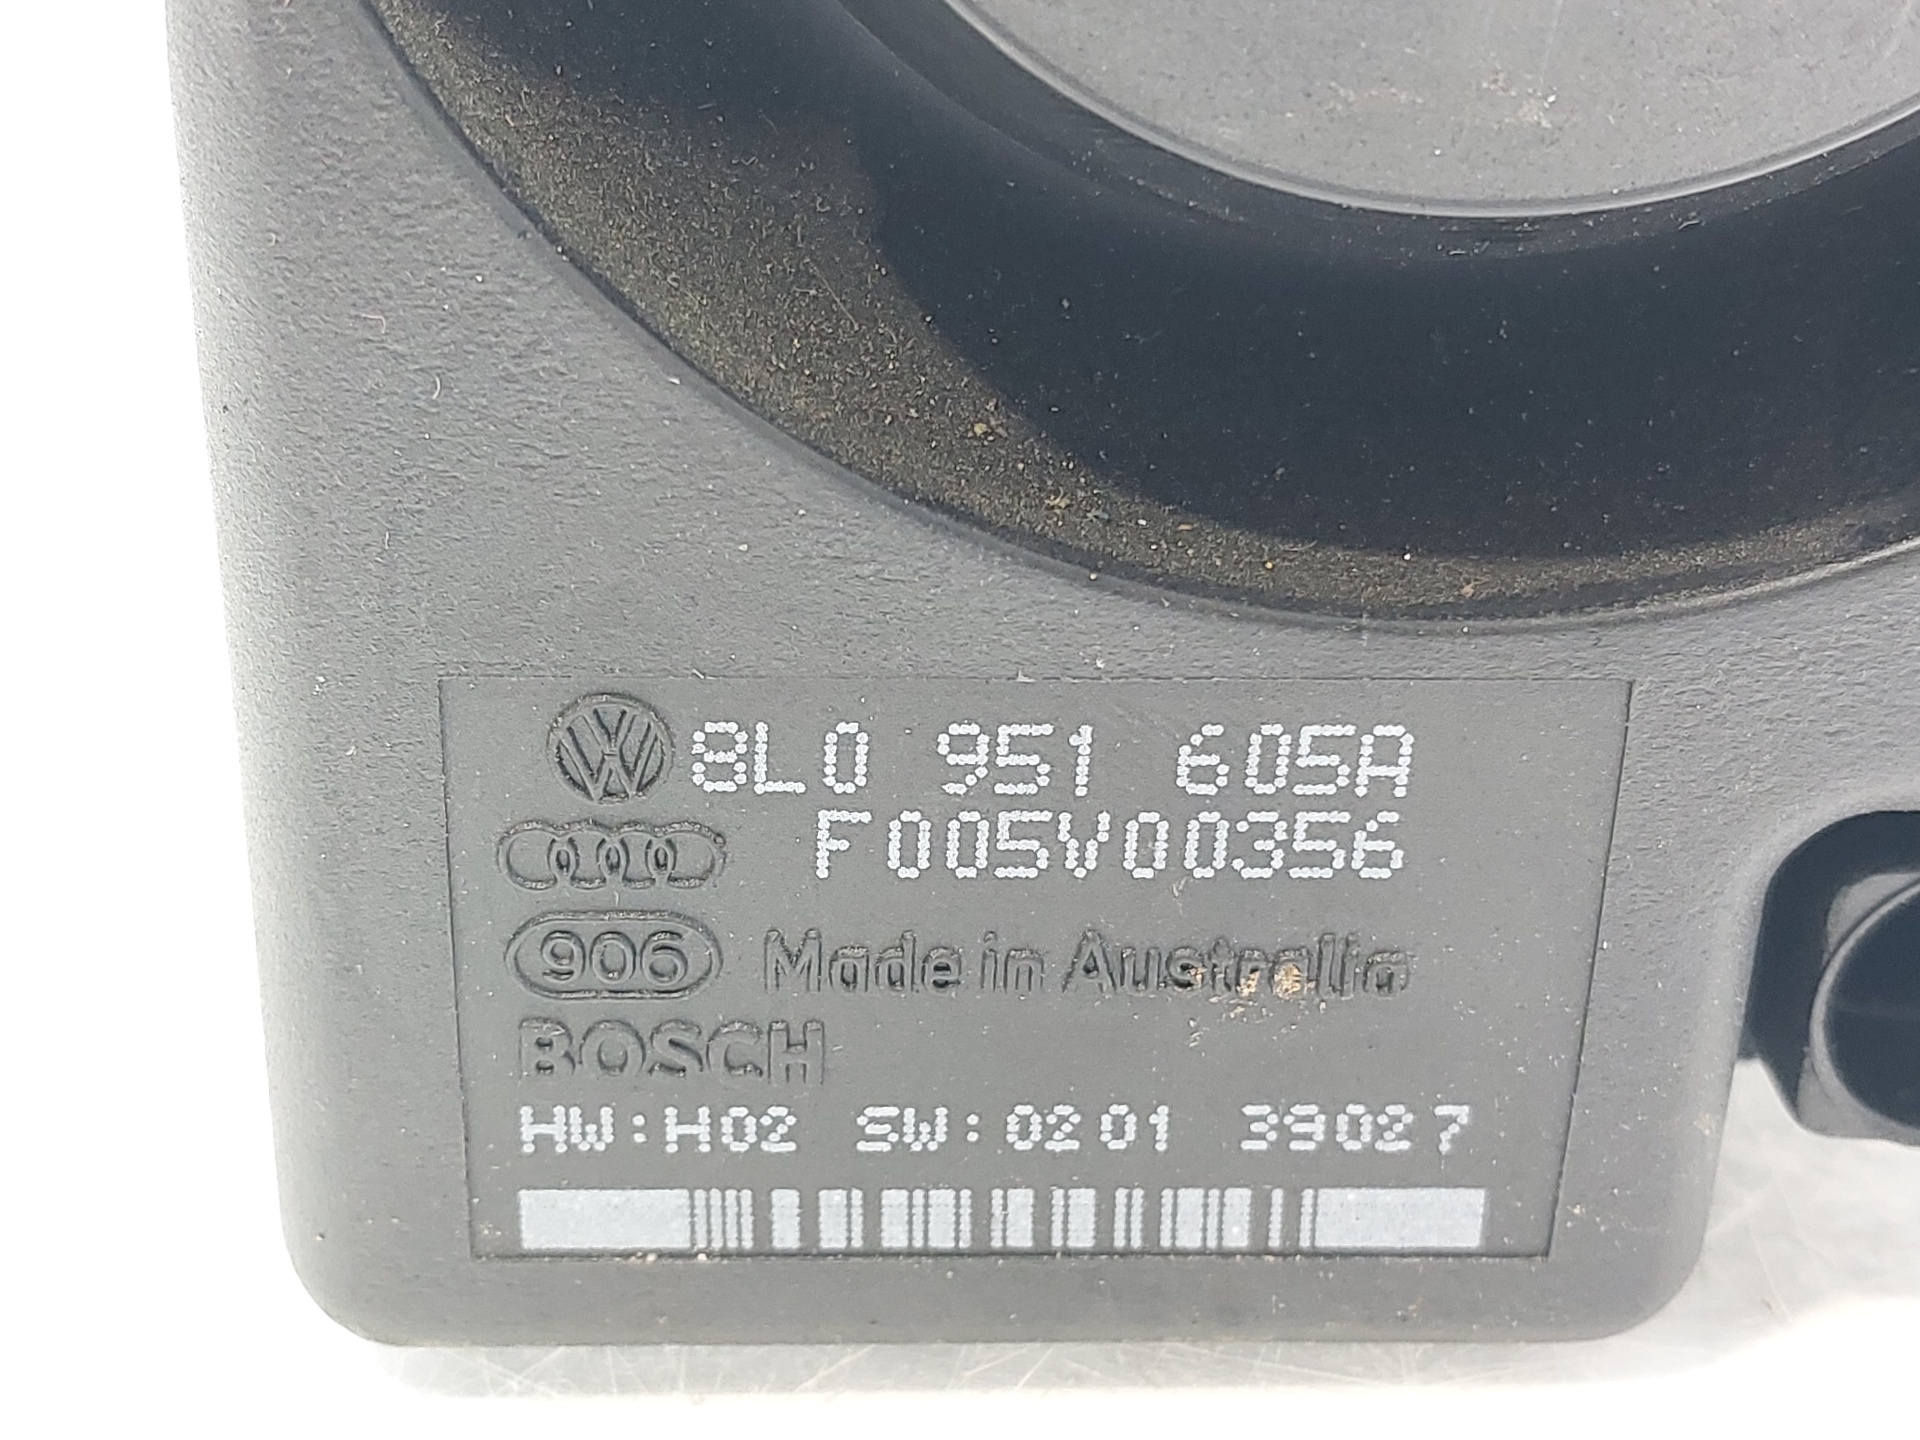 8L0 951 605A
F005V00356
906 Made in Australia
BOSCH
HW:H02 SW:0201 39027